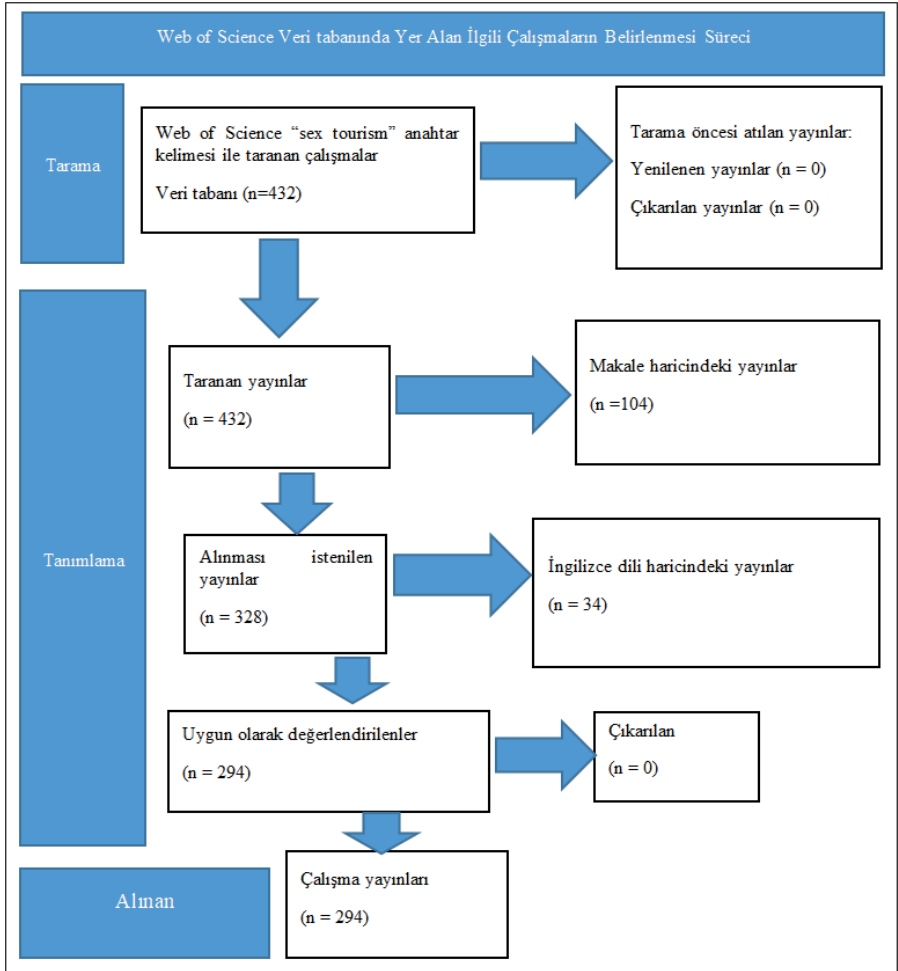 Web of Science Veri tabanında Yer Alan İlgili Çalışmaların Belirlenmesi Süreci
Tarama
Web of Science “sex tourism” anahtar
kelimesi ile taranan çalışmalar
Veri tabanı (n=432)
Tarama öncesi atılan yayınlar:
Yenilenen yayınlar (n = 0)
Çıkarılan yayınlar (n = 0)
Tanımlama
Taranan yayınlar
(n = 432)
Makale haricindeki yayınlar
(n =104)
Alınması istenilen
yayınlar
(n = 328)
İngilizce dili haricindeki yayınlar
(n = 34)
Uygun olarak değerlendirilenler
(n = 294)
Çıkarılan
(n = 0)
Alınan
Çalışma yayınları
(n = 294)